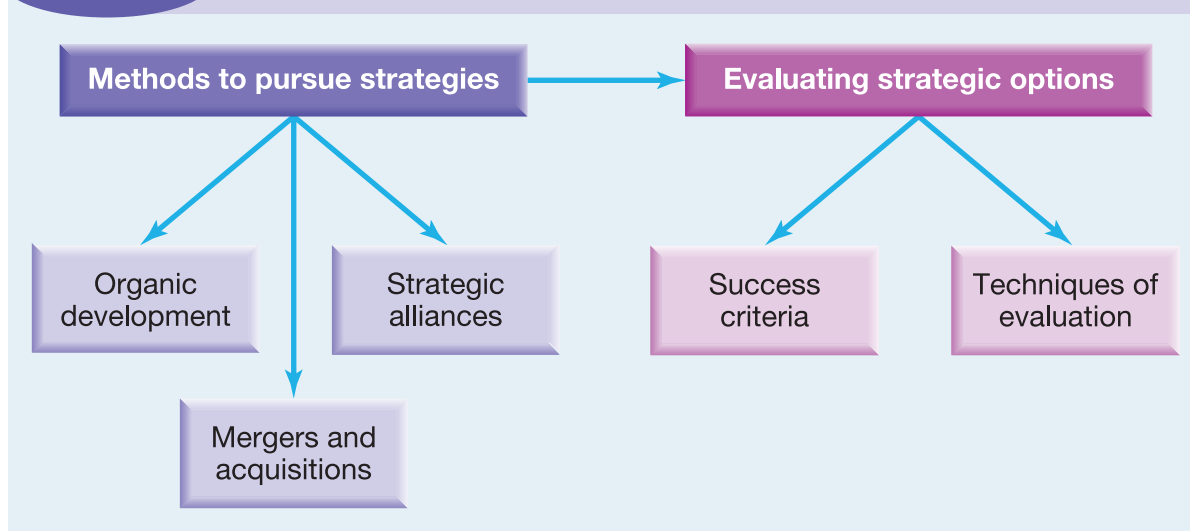 Methods to pursue strategies
Evaluating strategic options
Organic
development
Strategic
alliances
Success
criteria
Techniques of
evaluation
Mergers and
acquisitions